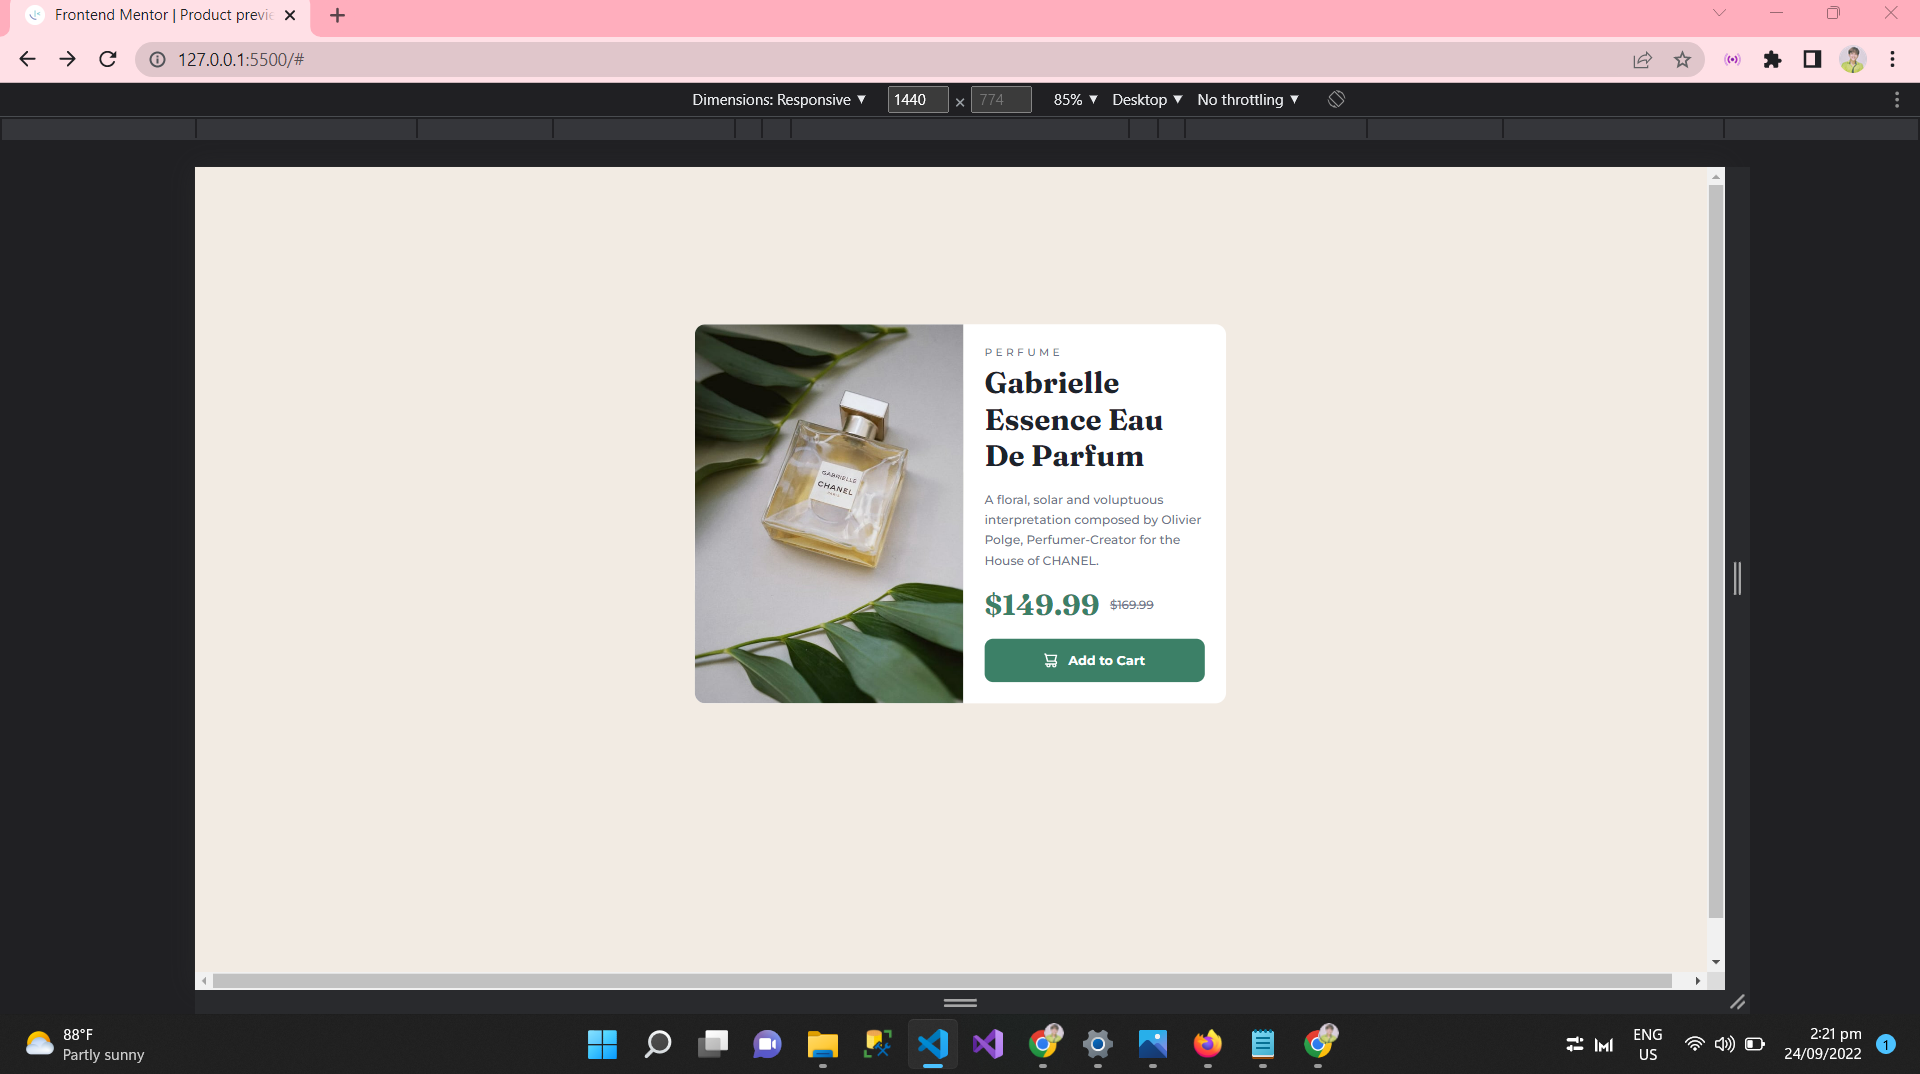 Frontend Mentor | Product previe
127.0.0.1:5500/#
Dimensions: Responsive ▼ 1440 × 774 85% ▼ Desktop ▼ No throttling ▼
PERFUME
Gabrielle
Essence Eau
De Parfum
A floral, solar and voluptuous
interpretation composed by Olivier
Polge, Perfumer-Creator for the
House of CHANEL.
$149.99 $169.99
Add to Cart
GABRIELLE
CHANEL
PARIS
88°F
Partly sunny
ENG
US
2:21 pm
24/09/2022
1